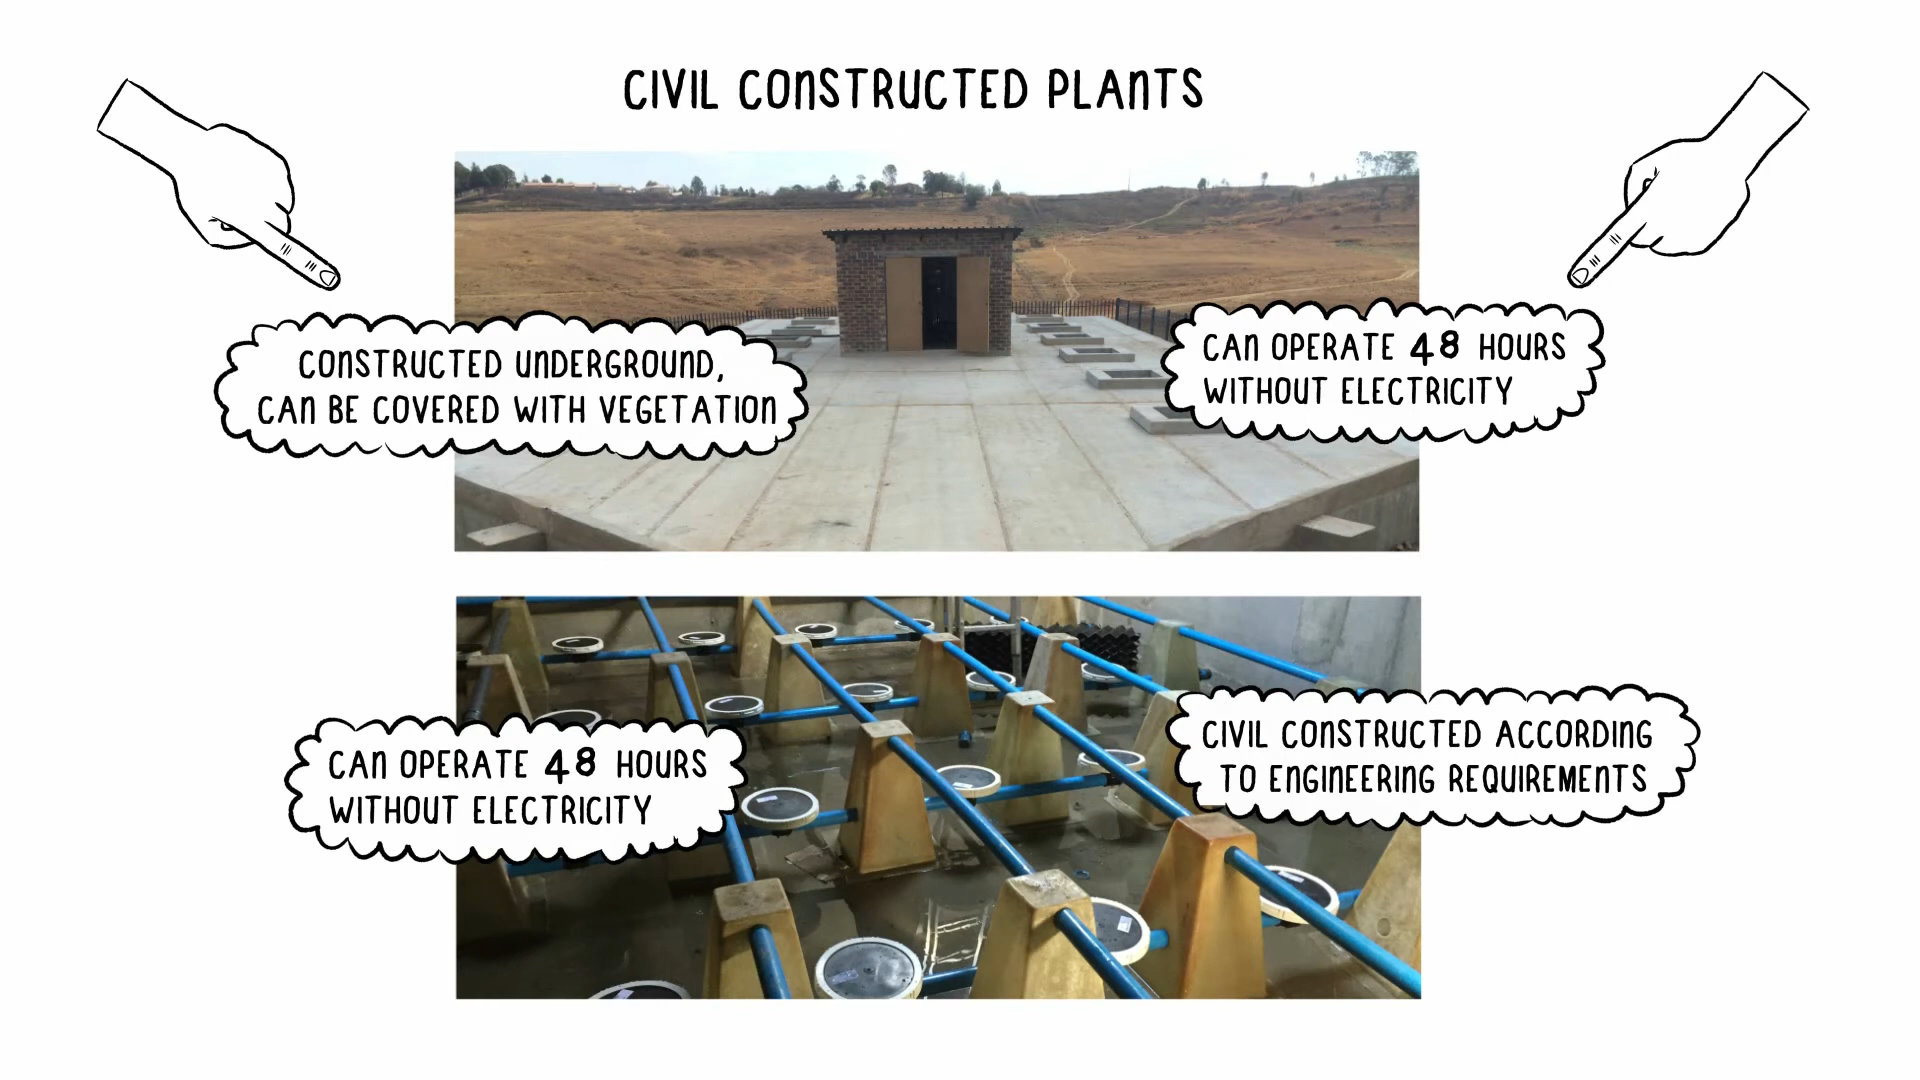 CIVIL CONSTRUCTED PLANTS
CONSTRUCTED UNDERGROUND,
CAN BE COVERED WITH VEGETATION
CAN OPERATE 48 HOURS
WITHOUT ELECTRICITY
CAN OPERATE 48 HOURS
WITHOUT ELECTRICITY
CIVIL CONSTRUCTED ACCORDING
TO ENGINEERING REQUIREMENTS